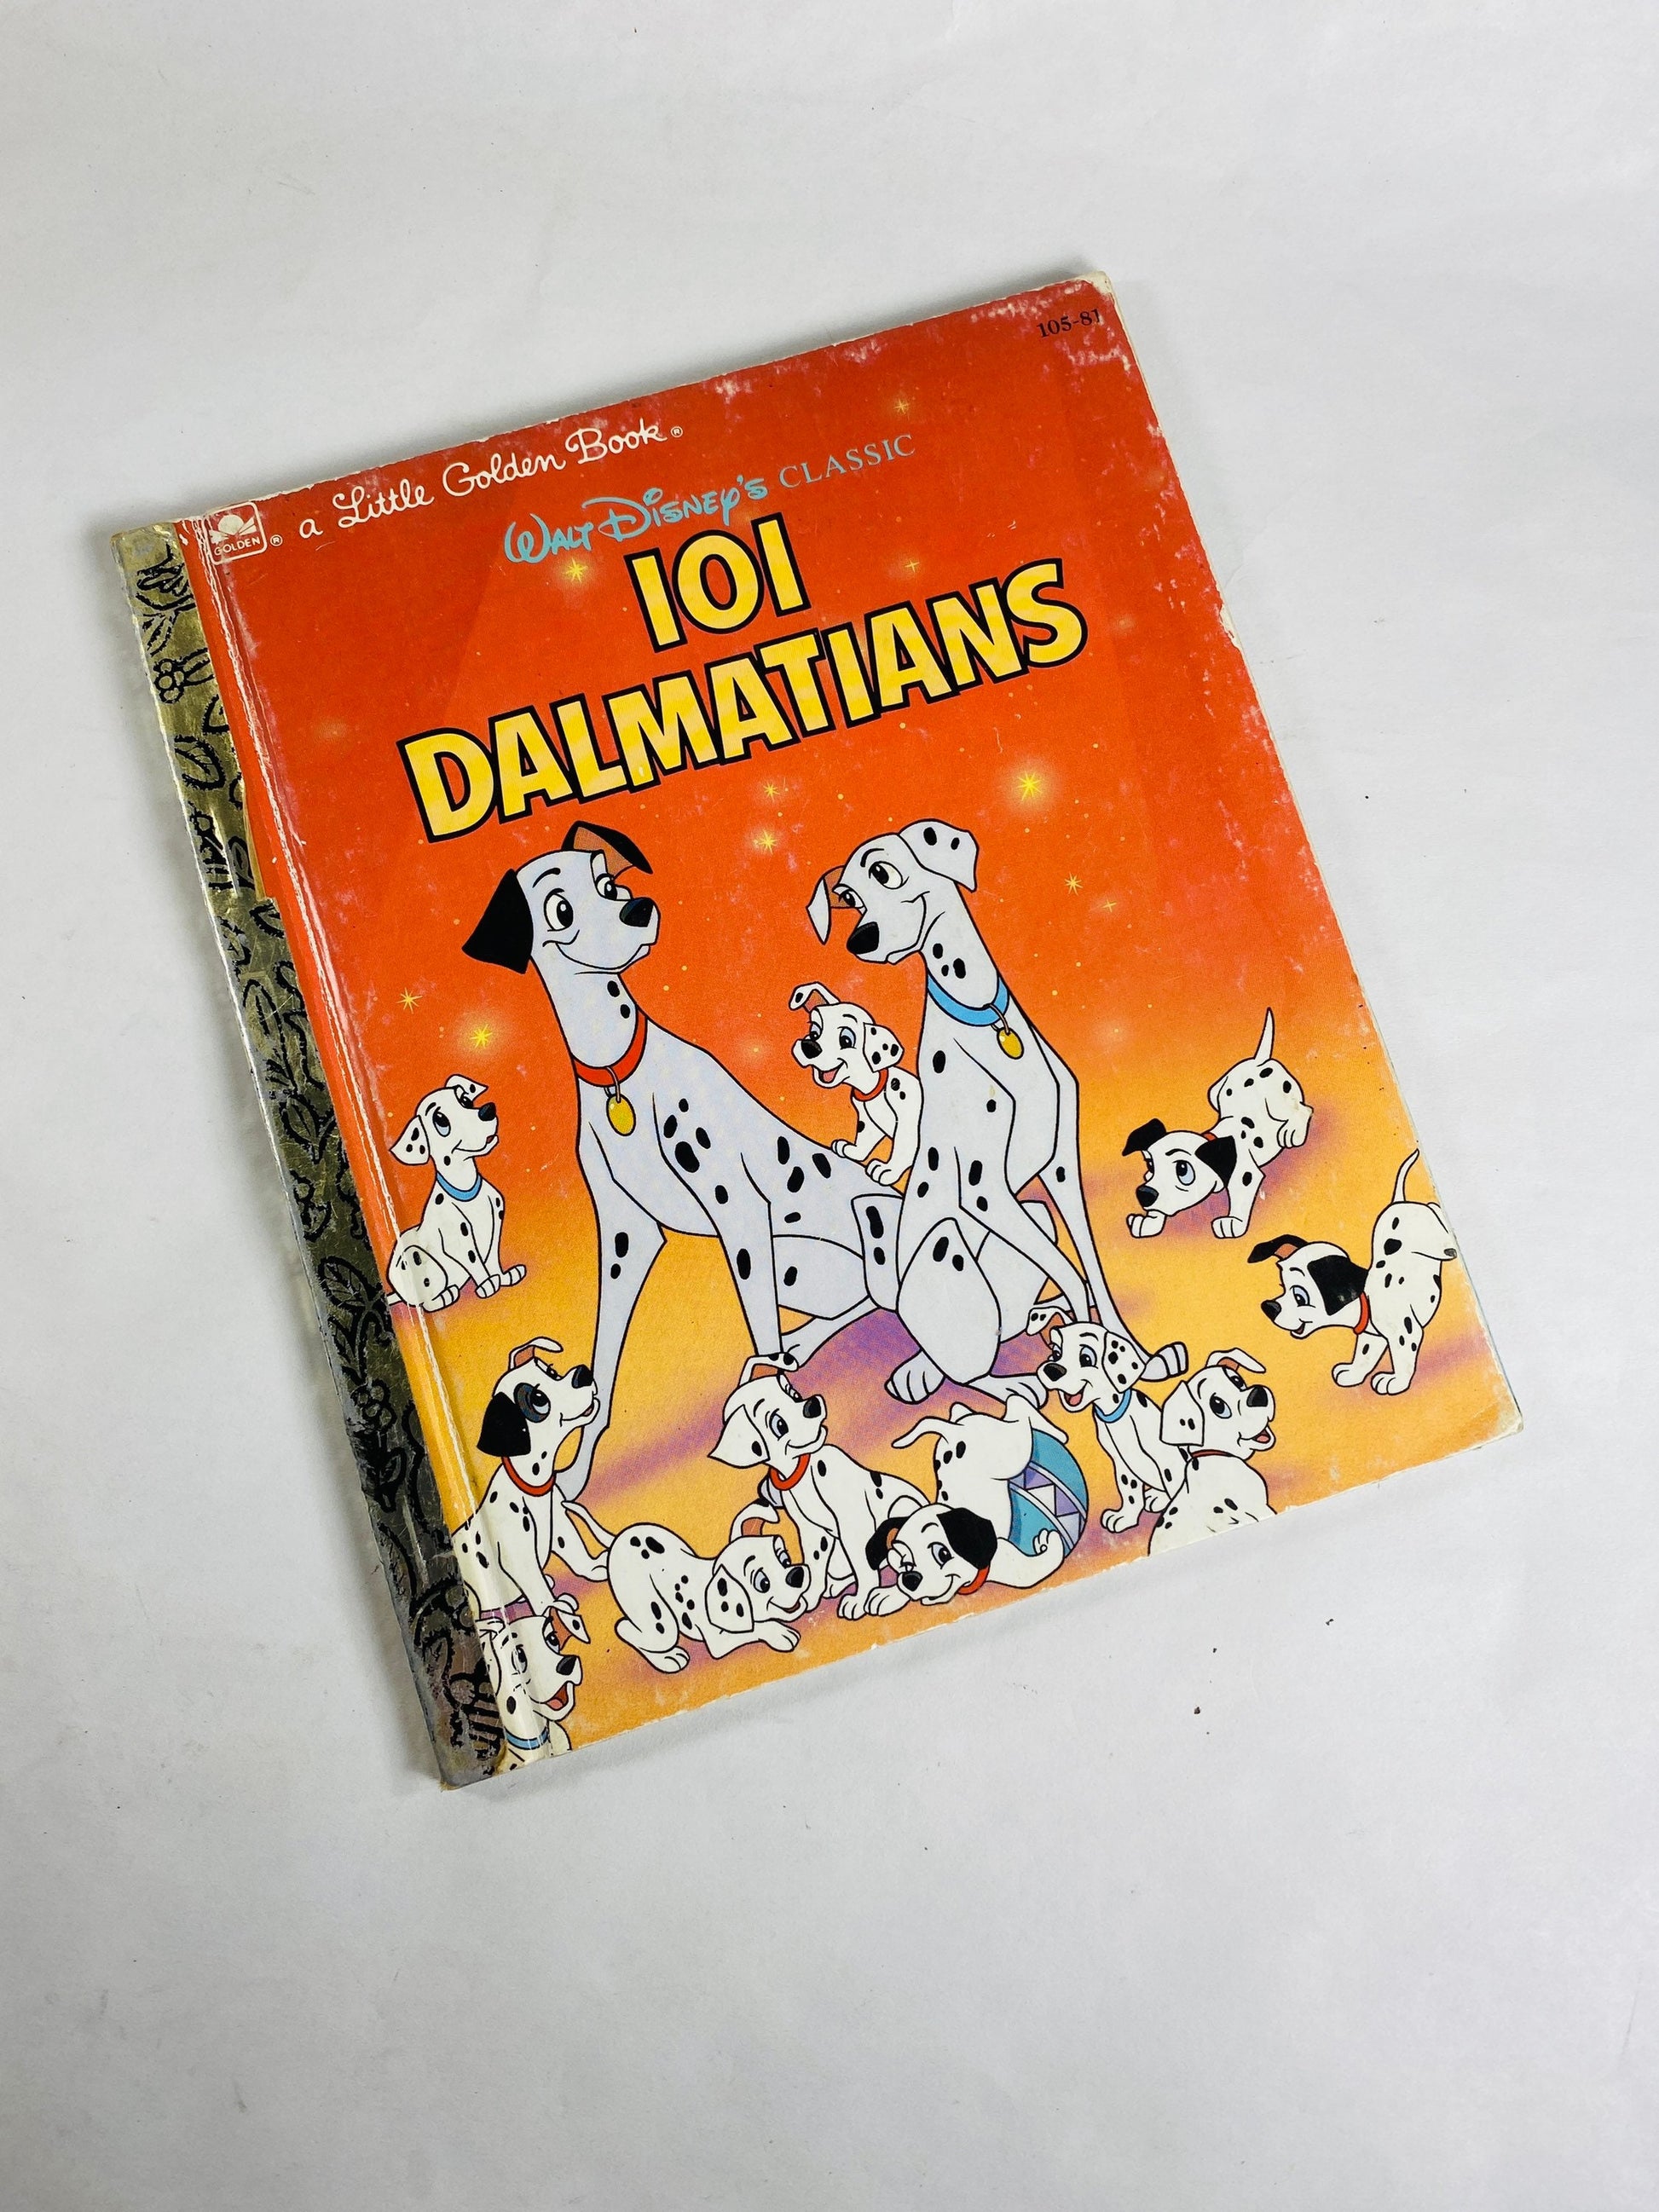 105-81
GOLDEN ® a Little Golden Book®
WALT DISNEY'S CLASSIC
101
DALMATIANS